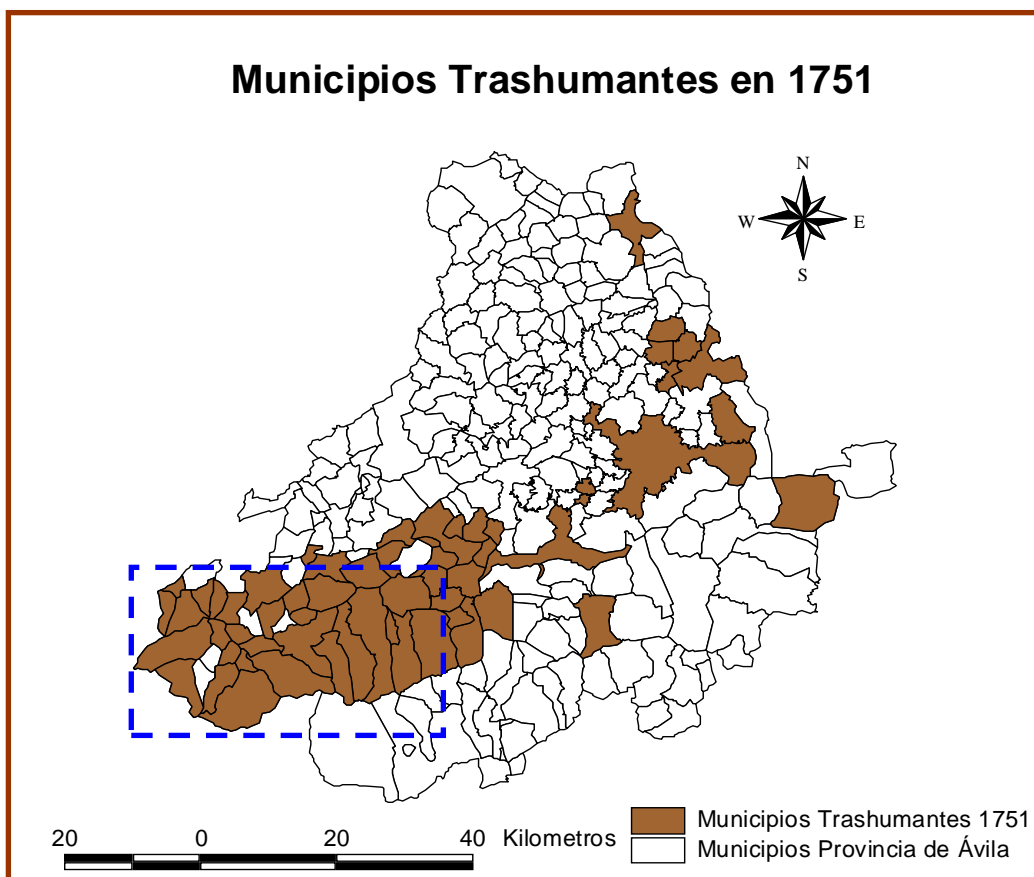 Municipios Trashumantes en 1751
N
W E
S
20 0 20 40 Kilometros
Municipios Trashumantes 1751
Municipios Provincia de Ávila